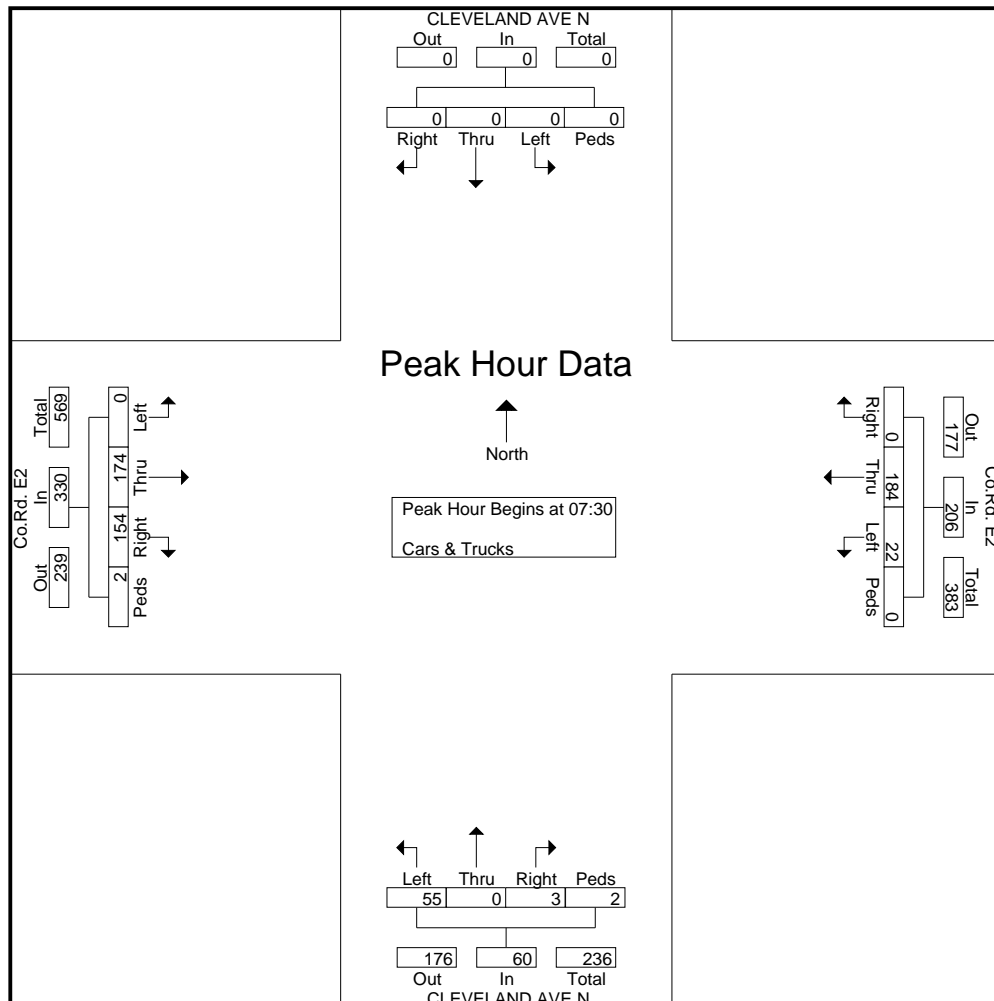 CLEVELAND AVE N
Out In Total
0 0 0
0 0 0 0
Right Thru Left Peds
Peak Hour Data
North
Peak Hour Begins at 07:30
Cars & Trucks
Co.Rd. E2
Out In Total
239 330 569
Peds Right Thru Left
2 154 174 0
Right Thru Left Peds
0 184 22 0
Out In Total
177 206 383
Co.Rd. E2
Left Thru Right Peds
55 0 3 2
176 60 236
Out In Total
CLEVELAND AVE N